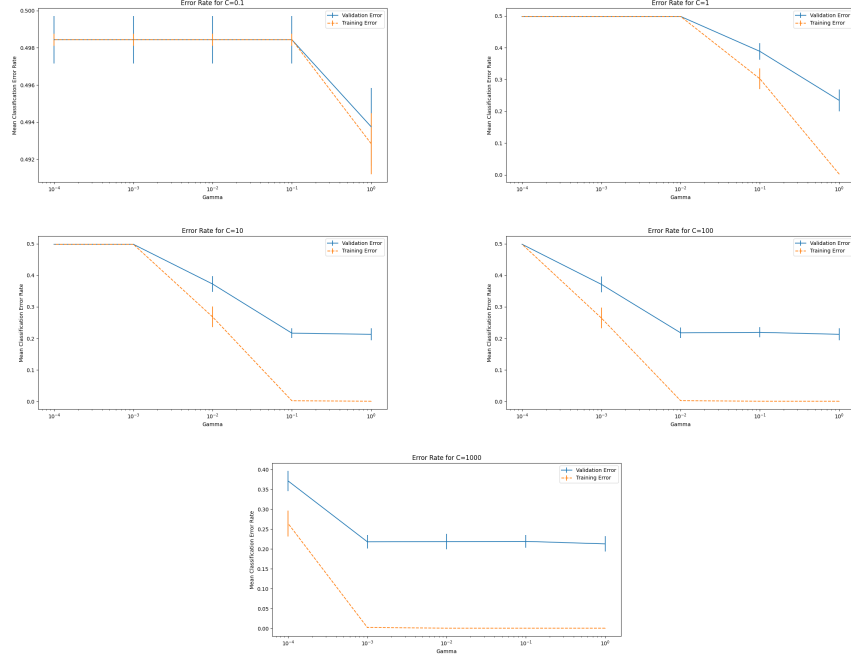 Error Rate for C=0.1
Validation Error
Training Error
0.500
0.498
0.496
0.494
0.492
Mean Classification Error Rate
10⁻⁴
10⁻³
10⁻²
10⁻¹
10⁰
Gamma
Error Rate for C=1
Validation Error
Training Error
0.5
0.4
0.3
0.2
0.1
0.0
Mean Classification Error Rate
10⁻⁴
10⁻³
10⁻²
10⁻¹
10⁰
Gamma
Error Rate for C=10
Validation Error
Training Error
0.5
0.4
0.3
0.2
0.1
0.0
Mean Classification Error Rate
10⁻⁴
10⁻³
10⁻²
10⁻¹
10⁰
Gamma
Error Rate for C=100
Validation Error
Training Error
0.5
0.4
0.3
0.2
0.1
0.0
Mean Classification Error Rate
10⁻⁴
10⁻³
10⁻²
10⁻¹
10⁰
Gamma
Error Rate for C=1000
Validation Error
Training Error
0.40
0.35
0.30
0.25
0.20
0.15
0.10
0.05
0.00
Mean Classification Error Rate
10⁻⁴
10⁻³
10⁻²
10⁻¹
10⁰
Gamma